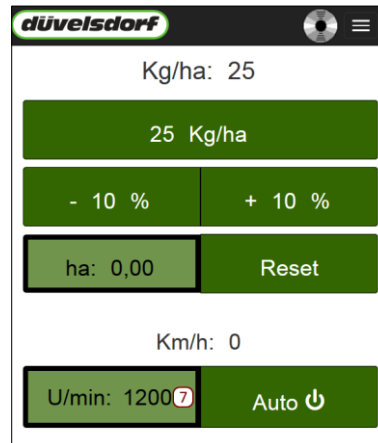 düvelsdorf
Kg/ha: 25
25 Kg/ha
- 10 % + 10 %
ha: 0,00 Reset
Km/h: 0
U/min: 1200 7 Auto